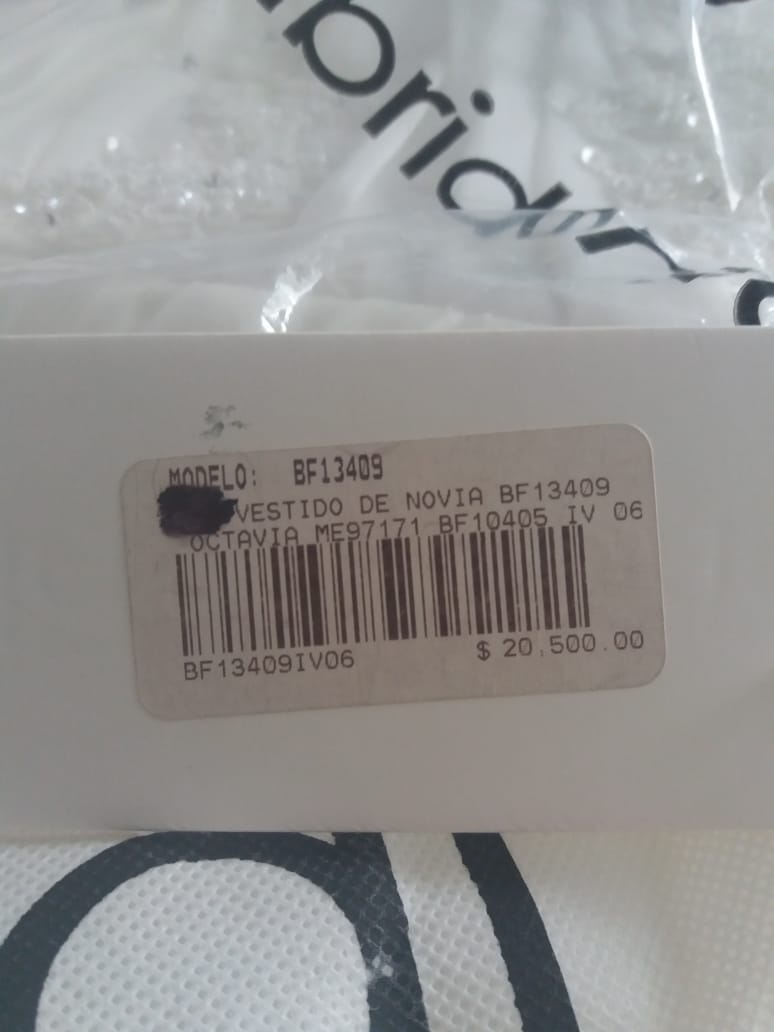 MODELO: BF13409
VESTIDO DE NOVIA BF13409
OCTAVIA ME97171 BF10405 IV 06
BF13409IV06 $ 20,500.00